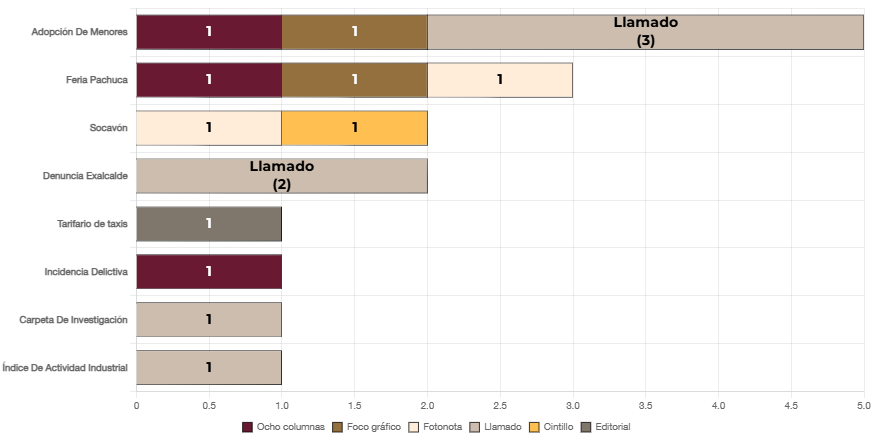 Adopción De Menores 1 1 Llamado
(3)
Feria Pachuca 1 1 1
Socavón 1 1
Denuncia Exalcalde Llamado
(2)
Tarifario de taxis 1
Incidencia Delictiva 1
Carpeta De Investigación 1
Índice De Actividad Industrial 1
0 0.5 1.0 1.5 2.0 2.5 3.0 3.5 4.0 4.5 5.0
Ocho columnas Foco gráfico Fotonota Llamado Cintillo Editorial